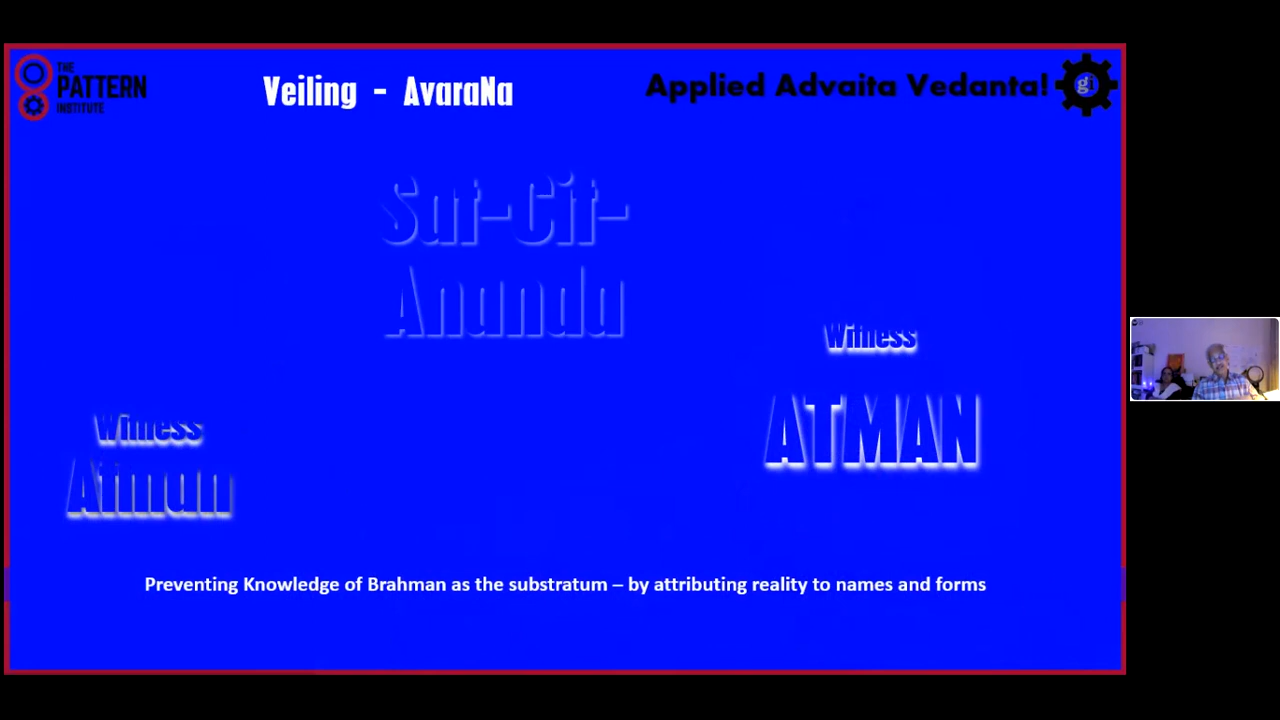 THE
PATTERN
INSTITUTE
Veiling - AvaraNa
Applied Advaita Vedanta!
gi
Sat-Cit-
Ananda
Witness
ATMAN
Witness
Atman
Preventing Knowledge of Brahman as the substratum – by attributing reality to names and forms